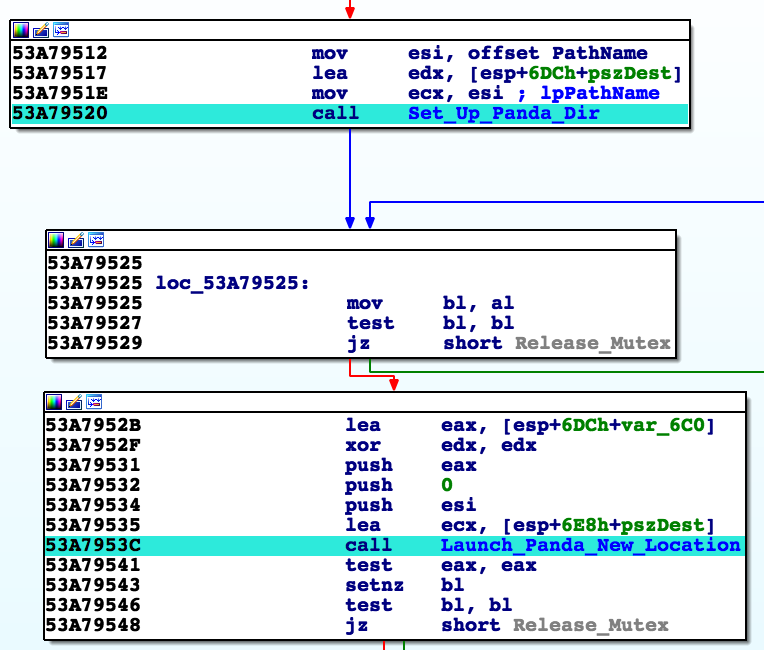 53A79512 mov esi, offset PathName
53A79517 lea edx, [esp+6DCh+pszDest]
53A7951E mov ecx, esi ; lpPathName
53A79520 call Set_Up_Panda_Dir
53A79525
53A79525 loc_53A79525:
53A79525 mov bl, al
53A79527 test bl, bl
53A79529 jz short Release_Mutex
53A7952B lea eax, [esp+6DCh+var_6C0]
53A7952F xor edx, edx
53A79531 push eax
53A79532 push 0
53A79534 push esi
53A79535 lea ecx, [esp+6E8h+pszDest]
53A7953C call Launch_Panda_New_Location
53A79541 test eax, eax
53A79543 setnz bl
53A79546 test bl, bl
53A79548 jz short Release_Mutex